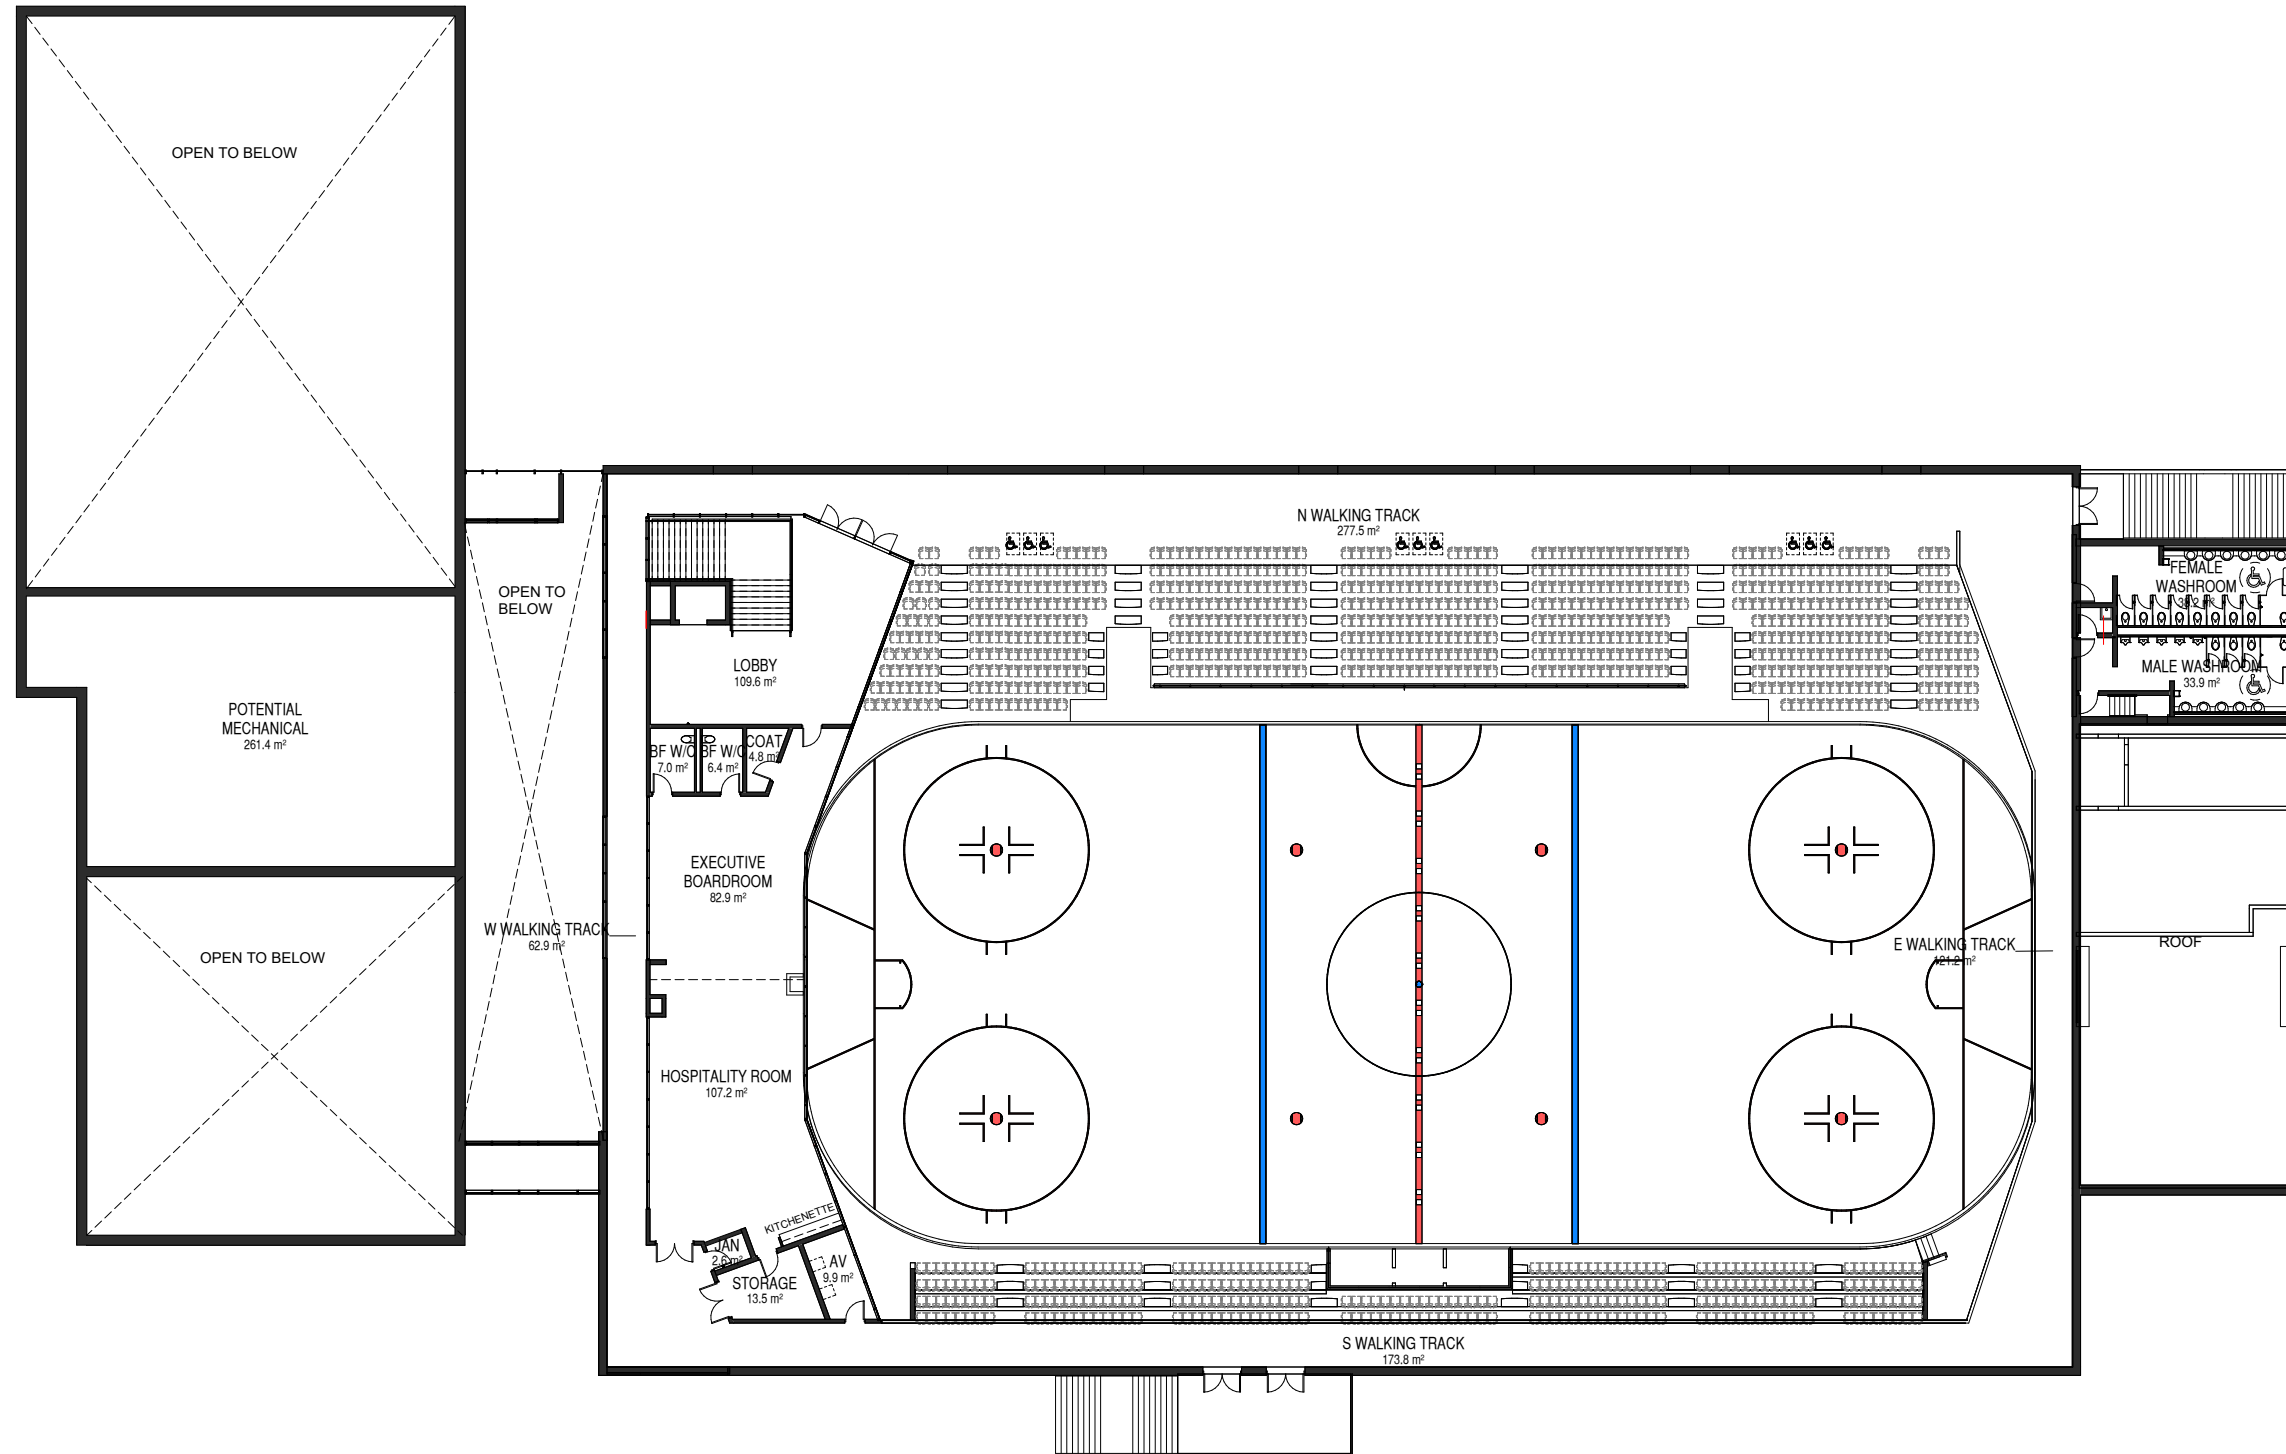 OPEN TO BELOW
N WALKING TRACK
277.5 m²
FEMALE
WASHROOM
OPEN TO
BELOW
LOBBY
109.6 m²
MALE WASHROOM
33.9 m²
POTENTIAL
MECHANICAL
261.4 m²
BF W/C
7.0 m²
BF W/C
6.4 m²
COAT
4.8 m²
EXECUTIVE
BOARDROOM
82.9 m²
W WALKING TRACK
62.9 m²
E WALKING TRACK
121.2 m²
ROOF
OPEN TO BELOW
HOSPITALITY ROOM
107.2 m²
KITCHENETTE
JAN
STORAGE
13.5 m²
AV
9.9 m²
S WALKING TRACK
173.8 m²